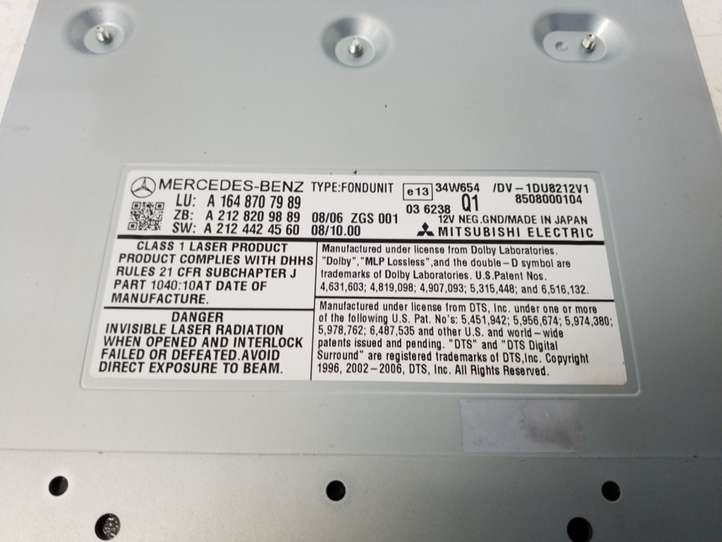 MERCEDES-BENZ TYPE:FONDUNIT e13 34W654 /DV-1DU8212V1
LU: A 164 870 79 89 03 6238 Q1 8508000104
ZB: A 212 820 98 89 08/06 ZGS 001 12V NEG.GND/MADE IN JAPAN
SW: A 212 442 45 60 08/10.00 MITSUBISHI ELECTRIC
CLASS 1 LASER PRODUCT
PRODUCT COMPLIES WITH DHHS
RULES 21 CFR SUBCHAPTER J
PART 1040:10AT DATE OF
MANUFACTURE.
Manufactured under license from Dolby Laboratories.
"Dolby","MLP Lossless",and the double-D symbol are
trademarks of Dolby Laboratories. U.S.Patent Nos.
4,631,603; 4,819,098; 4,907,093; 5,315,448; and 6,516,132.
DANGER
INVISIBLE LASER RADIATION
WHEN OPENED AND INTERLOCK
FAILED OR DEFEATED.AVOID
DIRECT EXPOSURE TO BEAM.
Manufactured under license from DTS, Inc. under one or more
of the following U.S. Pat. No's: 5,451,942; 5,956,674; 5,974,380;
5,978,762; 6,487,535 and other U.S. and world-wide
patents issued and pending. "DTS" and "DTS Digital
Surround" are registered trademarks of DTS,Inc. Copyright
1996, 2002-2006, DTS, Inc. All Rights Reserved.